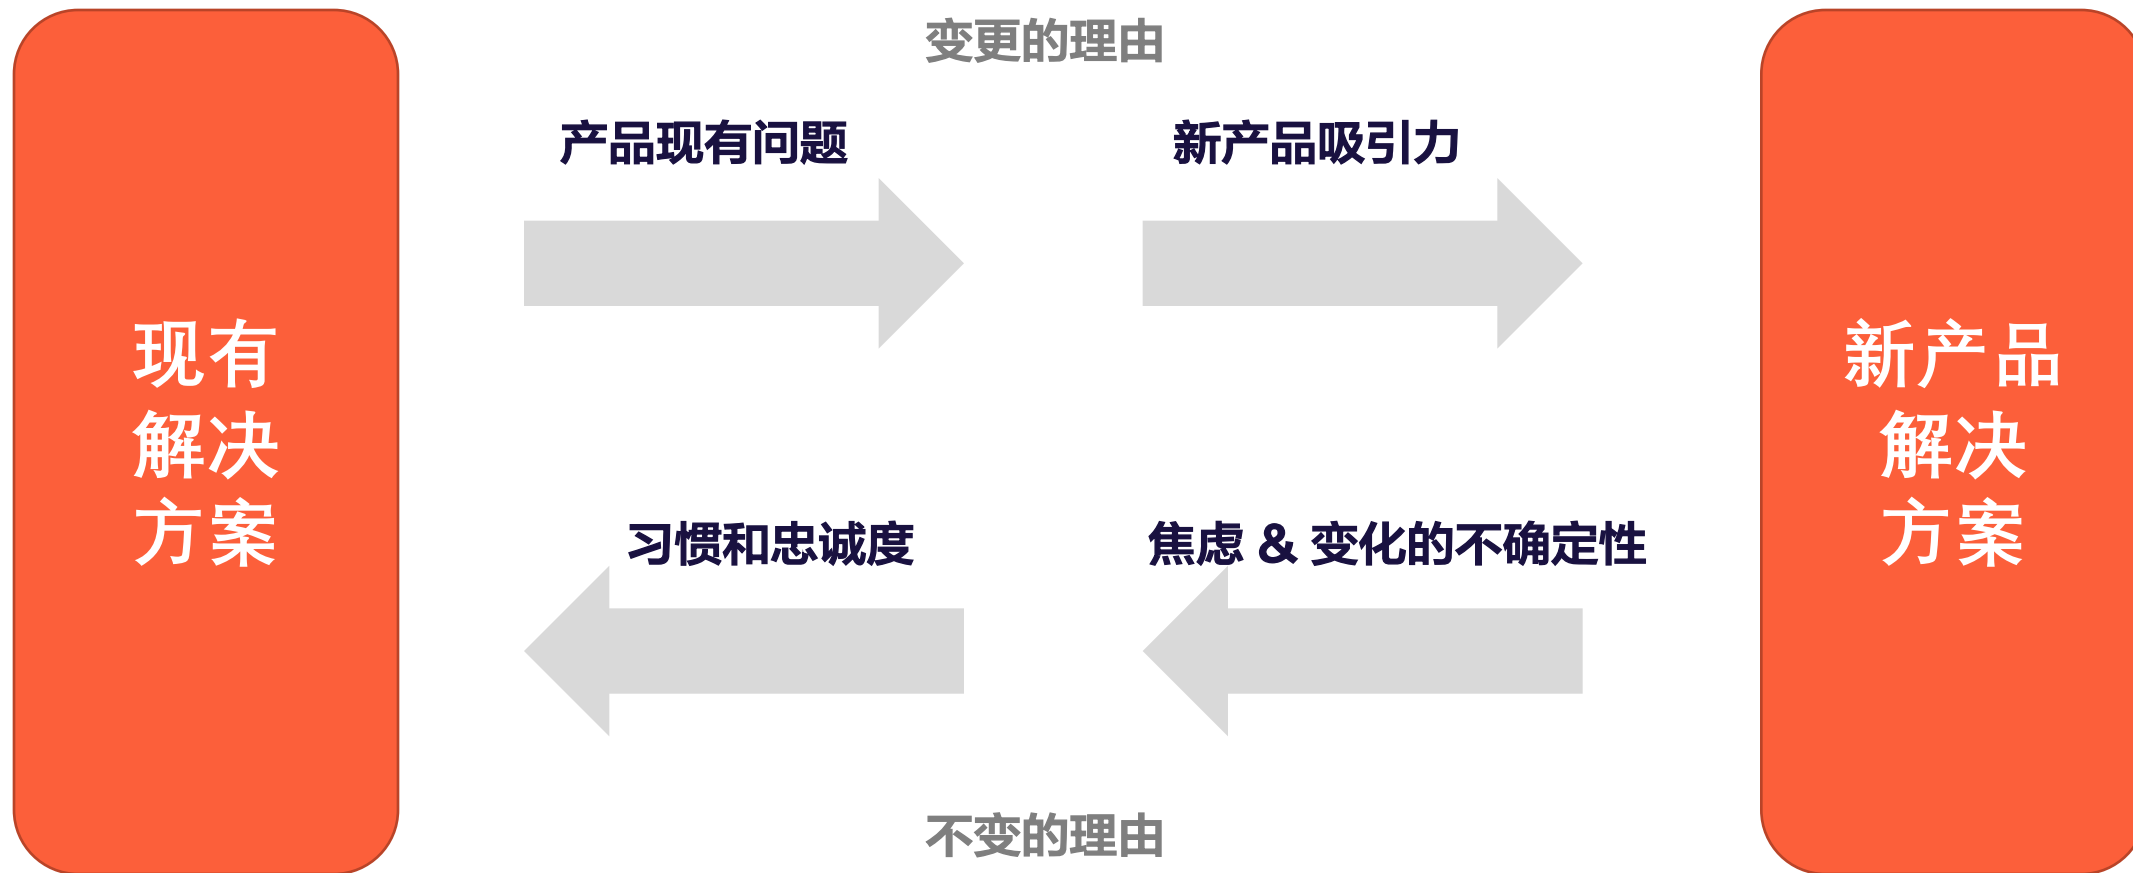 变更的理由
产品现有问题
新产品吸引力
现有
解决
方案
新产品
解决
方案
习惯和忠诚度
焦虑 & 变化的不确定性
不变的理由